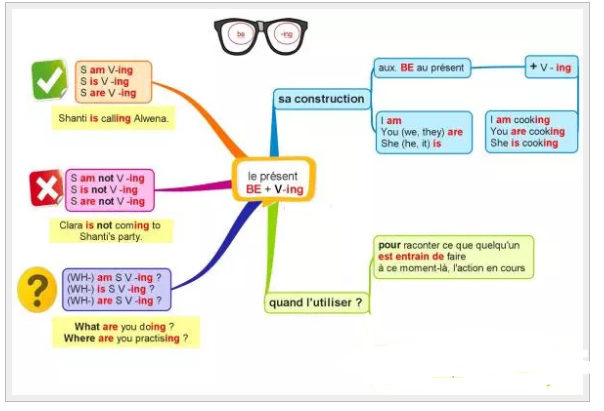 be
-ing
S am V-ing
S is V -ing
S are V -ing
Shanti is calling Alwena.
S am not V -ing
S is not V -ing
S are not V -ing
Clara is not coming to
Shanti's party.
?
(WH-) am S V -ing ?
(WH-) is S V -ing ?
(WH-) are S V -ing ?
What are you doing ?
Where are you practising ?
le présent
BE + V-ing
sa construction
aux. BE au présent
+ V - ing
I am
You (we, they) are
She (he, it) is
I am cooking
You are cooking
She is cooking
quand l'utiliser ?
pour raconter ce que quelqu'un
est entrain de faire
à ce moment-là, l'action en cours